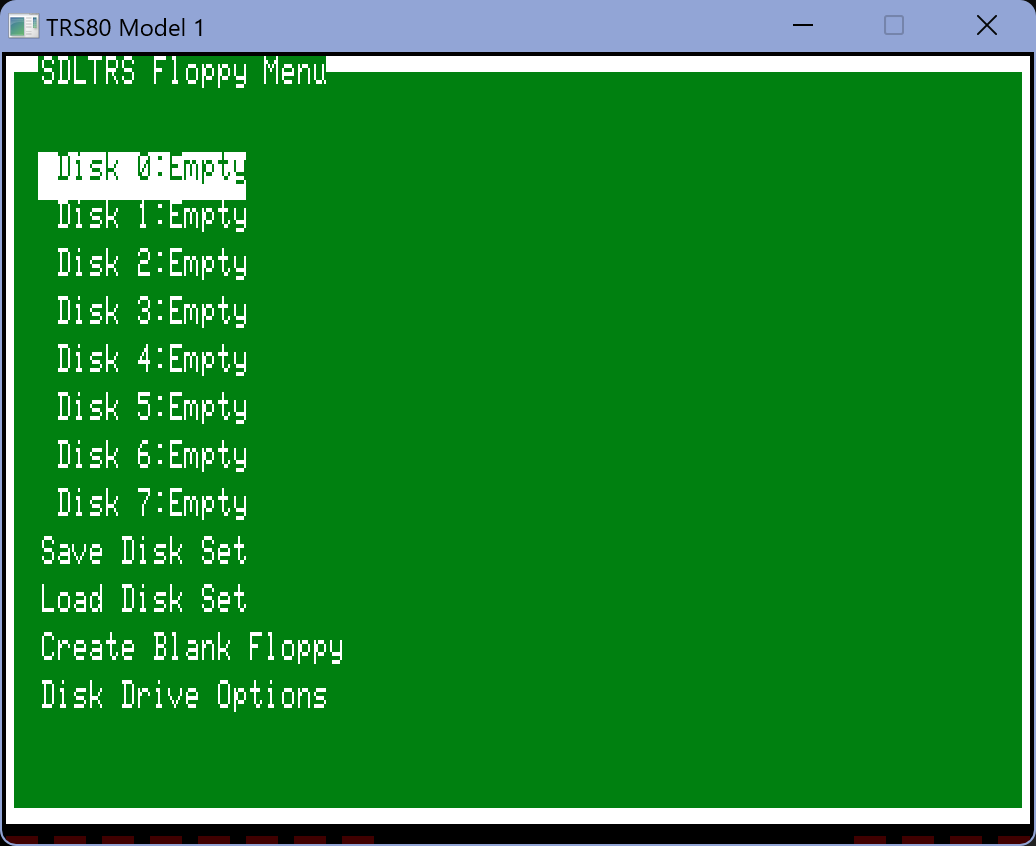 TRS80 Model 1
SDLTRS Floppy Menu
Disk 0:Empty
Disk 1:Empty
Disk 2:Empty
Disk 3:Empty
Disk 4:Empty
Disk 5:Empty
Disk 6:Empty
Disk 7:Empty
Save Disk Set
Load Disk Set
Create Blank Floppy
Disk Drive Options